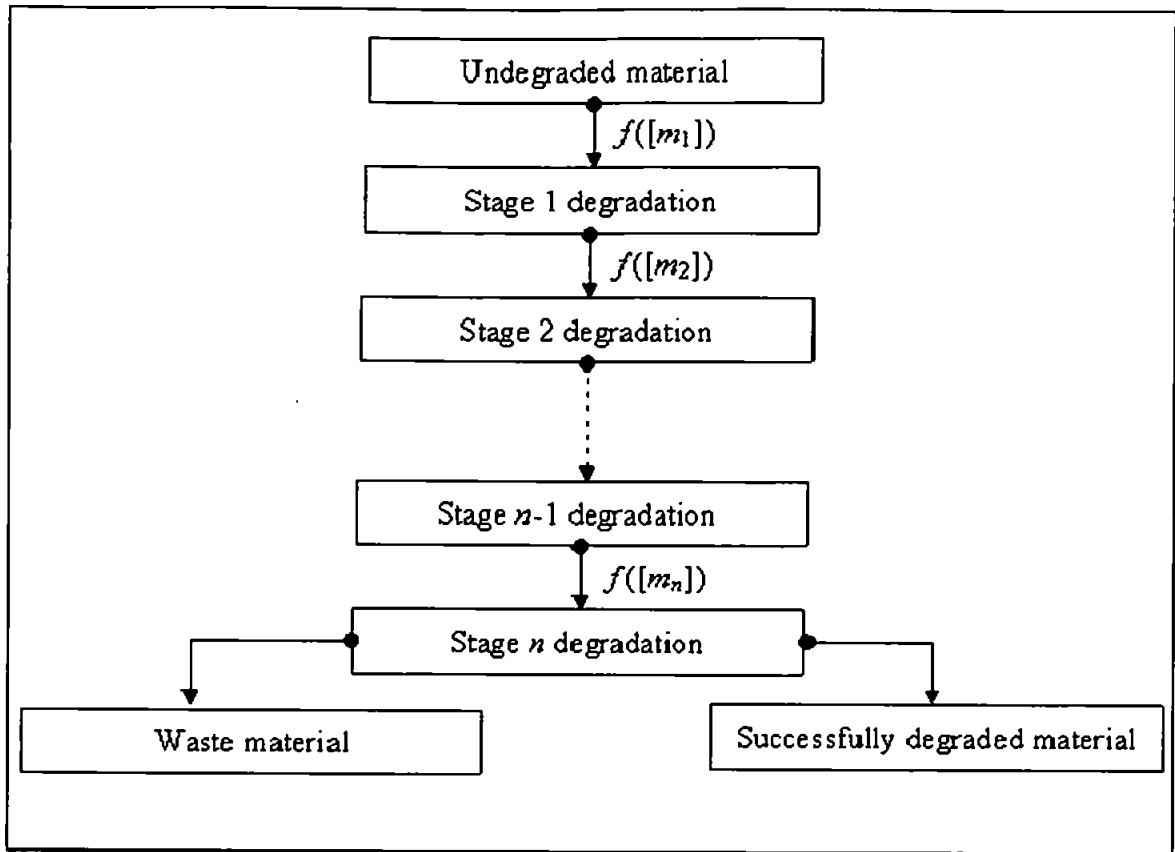 Undegraded material
f([m₁])
Stage 1 degradation
f([m₂])
Stage 2 degradation
Stage n-1 degradation
f([mₙ])
Stage n degradation
Waste material
Successfully degraded material